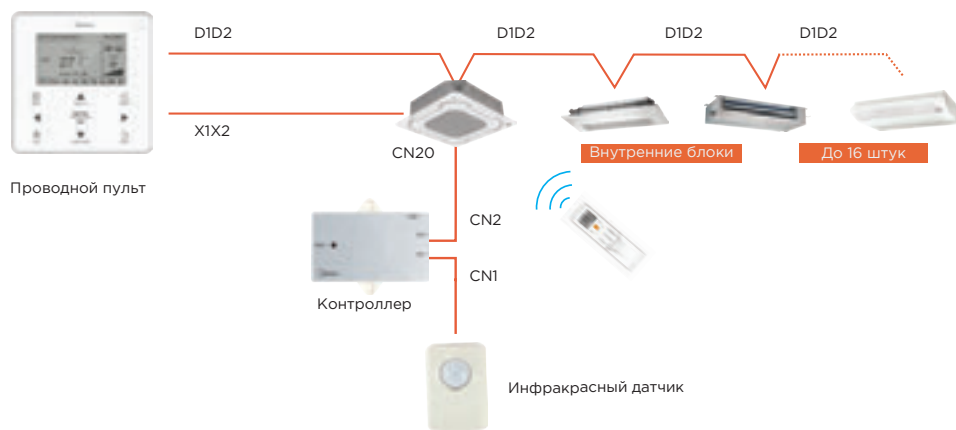 D1D2
D1D2
D1D2
D1D2
X1X2
CN20
Внутренние блоки
До 16 штук
Проводной пульт
CN2
CN1
Контроллер
Инфракрасный датчик